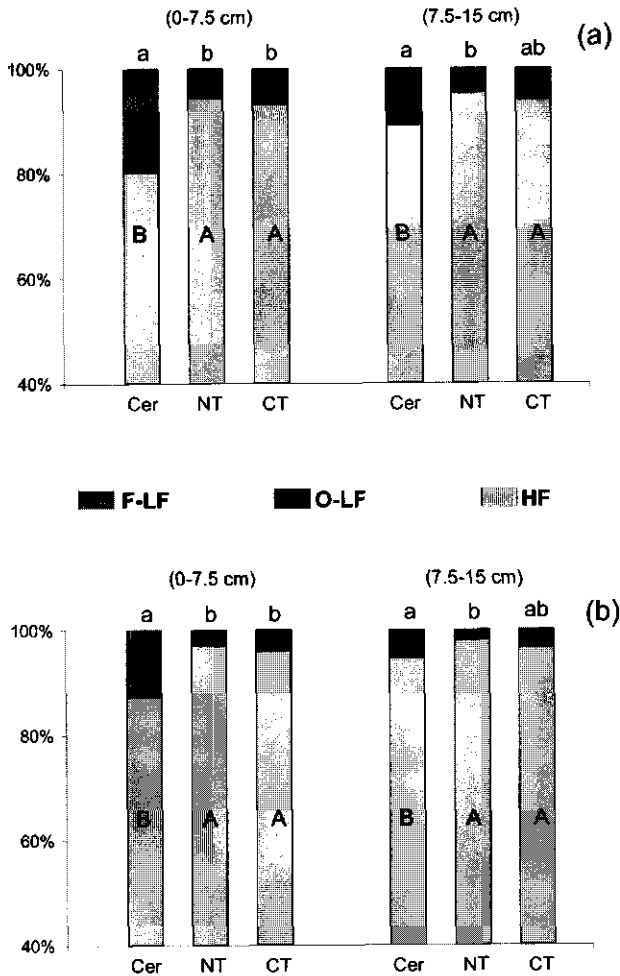 (0-7.5 cm) (7.5-15 cm) (a)
a b b a b ab
100%
80%
B A A B A A
60%
40%
Cer NT CT Cer NT CT
F-LF O-LF HF
(0-7.5 cm) (7.5-15 cm)
a b b a b ab (b)
100%
80%
B A A B A A
60%
40%
Cer NT CT Cer NT CT